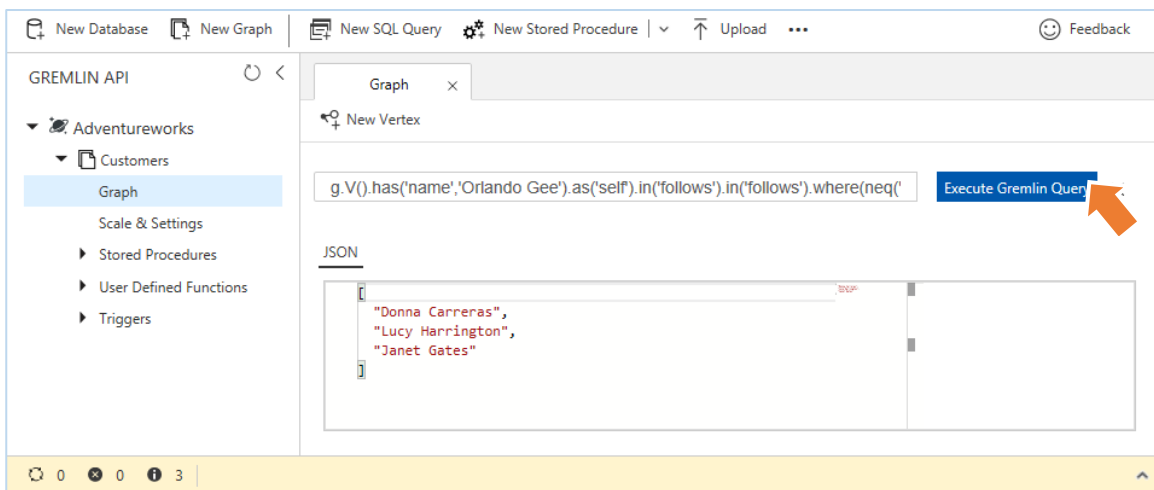 New Database New Graph New SQL Query New Stored Procedure Upload ••• Feedback
GREMLIN API
Graph
New Vertex
Adventureworks
Customers
Graph
Scale & Settings
Stored Procedures
User Defined Functions
Triggers
g.V().has('name','Orlando Gee').as('self').in('follows').in('follows').where(neq('
Execute Gremlin Query
JSON
[
"Donna Carreras",
"Lucy Harrington",
"Janet Gates"
]
0 0 3